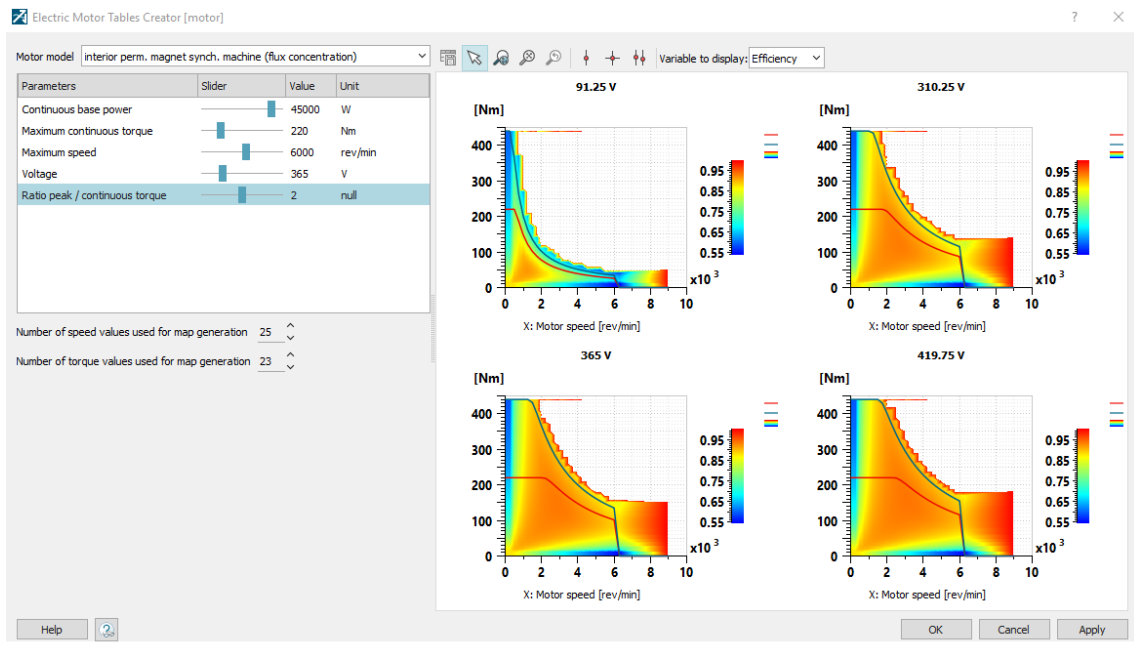 Electric Motor Tables Creator [motor]
?
Motor model interior perm. magnet synch. machine (flux concentration)
Variable to display: Efficiency
Parameters Slider Value Unit
Continuous base power 45000 W
Maximum continuous torque 220 Nm
Maximum speed 6000 rev/min
Voltage 365 V
Ratio peak / continuous torque 2 null
Number of speed values used for map generation 25
Number of torque values used for map generation 23
91.25 V
[Nm]
400
300
200
100
0
0 2 4 6 8 10
x10 3
X: Motor speed [rev/min]
0.95
0.85
0.75
0.65
0.55
310.25 V
[Nm]
400
300
200
100
0
0 2 4 6 8 10
x10 3
X: Motor speed [rev/min]
0.95
0.85
0.75
0.65
0.55
365 V
[Nm]
400
300
200
100
0
0 2 4 6 8 10
x10 3
X: Motor speed [rev/min]
0.95
0.85
0.75
0.65
0.55
419.75 V
[Nm]
400
300
200
100
0
0 2 4 6 8 10
x10 3
X: Motor speed [rev/min]
0.95
0.85
0.75
0.65
0.55
Help ?
OK Cancel Apply